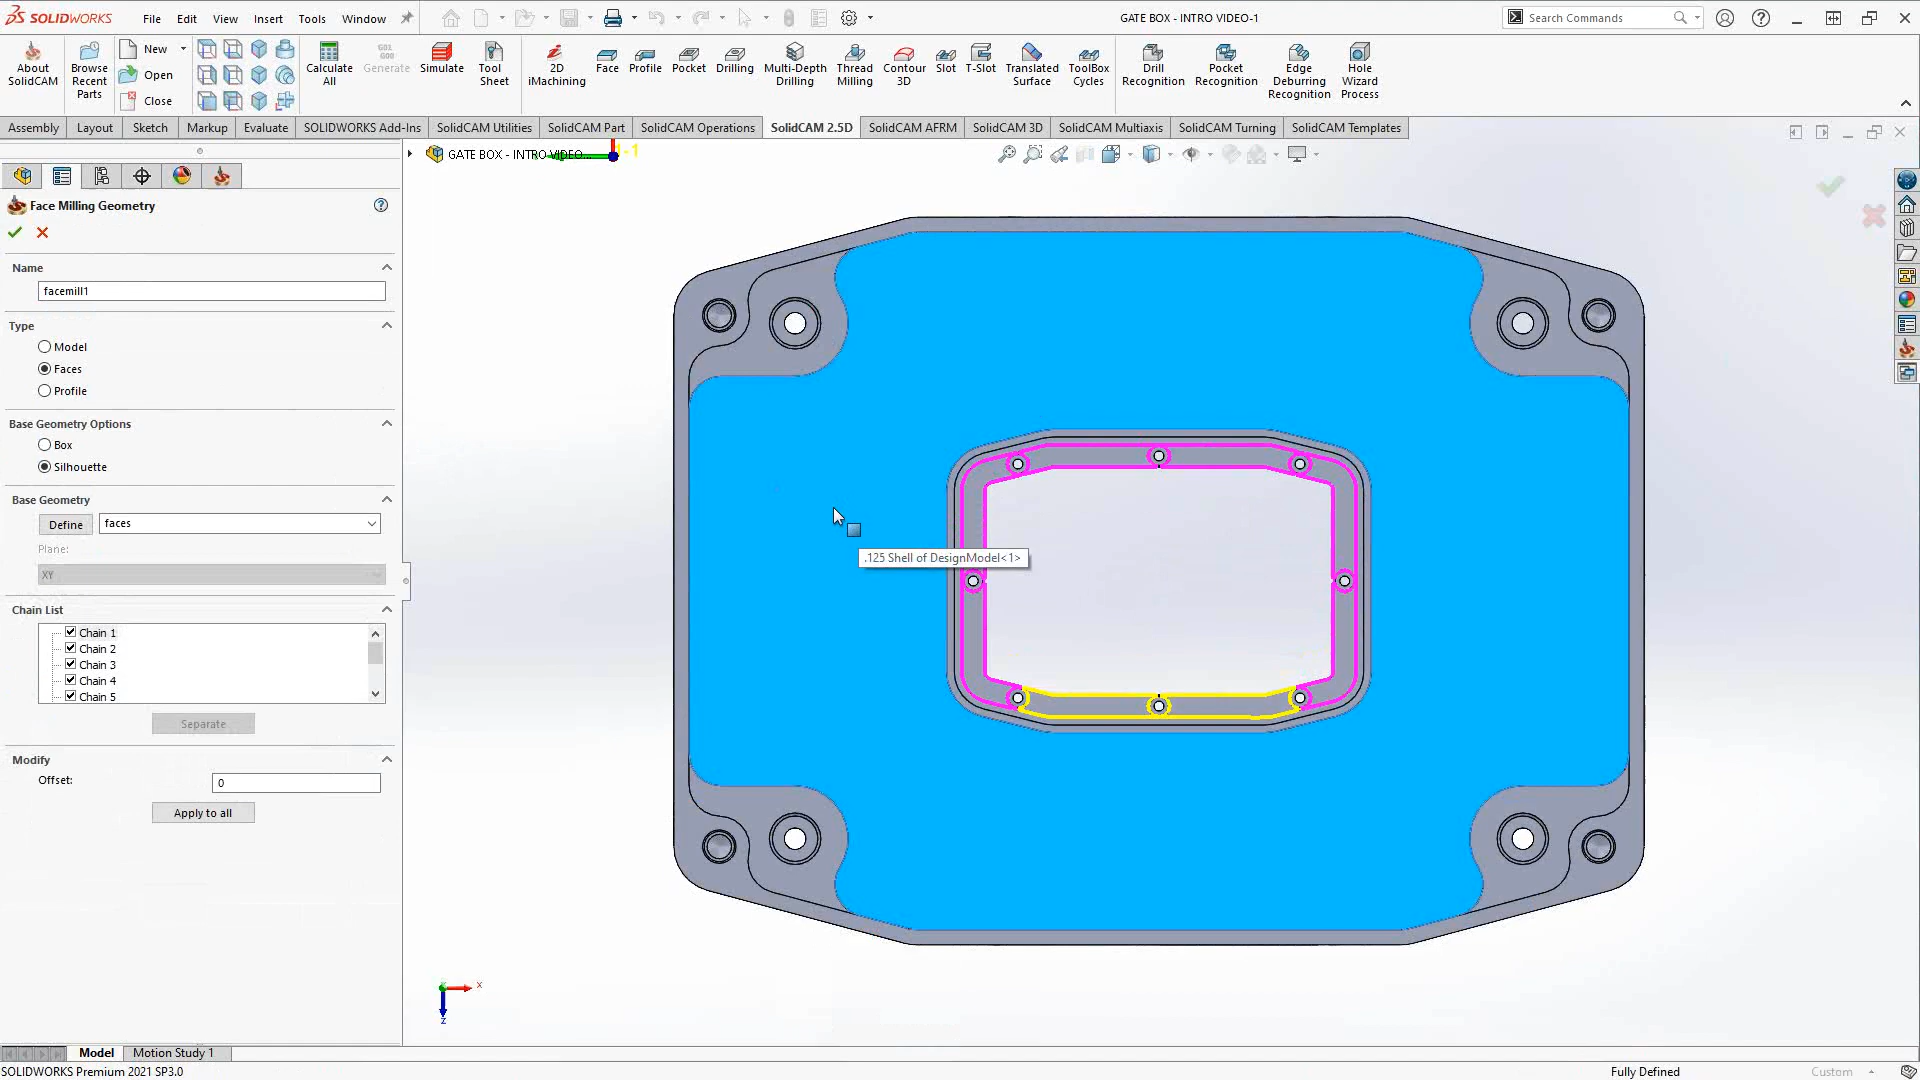 SOLIDWORKS
File Edit View Insert Tools Window
GATE BOX - INTRO VIDEO-1
Search Commands
About SolidCAM
Browse Recent Parts
New
Open
Close
Calculate All
G01 G00
Generate
Simulate
Tool Sheet
2D iMachining
Face
Profile
Pocket
Drilling
Multi-Depth Drilling
Thread Milling
Contour 3D
Slot
T-Slot
Translated Surface
ToolBox Cycles
Drill Recognition
Pocket Recognition
Edge Deburring Recognition
Hole Wizard Process
Assembly Layout Sketch Markup Evaluate SOLIDWORKS Add-Ins SolidCAM Utilities SolidCAM Part SolidCAM Operations SolidCAM 2.5D SolidCAM AFRM SolidCAM 3D SolidCAM Multiaxis SolidCAM Turning SolidCAM Templates
GATE BOX - INTRO VIDEO...
1-1
Face Milling Geometry
Name
facemill1
Type
Model
Faces
Profile
Base Geometry Options
Box
Silhouette
Base Geometry
Define faces
Plane:
XY
Chain List
Chain 1
Chain 2
Chain 3
Chain 4
Chain 5
Separate
Modify
Offset: 0
Apply to all
.125 Shell of DesignModel<1>
X
Z
Model Motion Study 1
SOLIDWORKS Premium 2021 SP3.0
Fully Defined
Custom